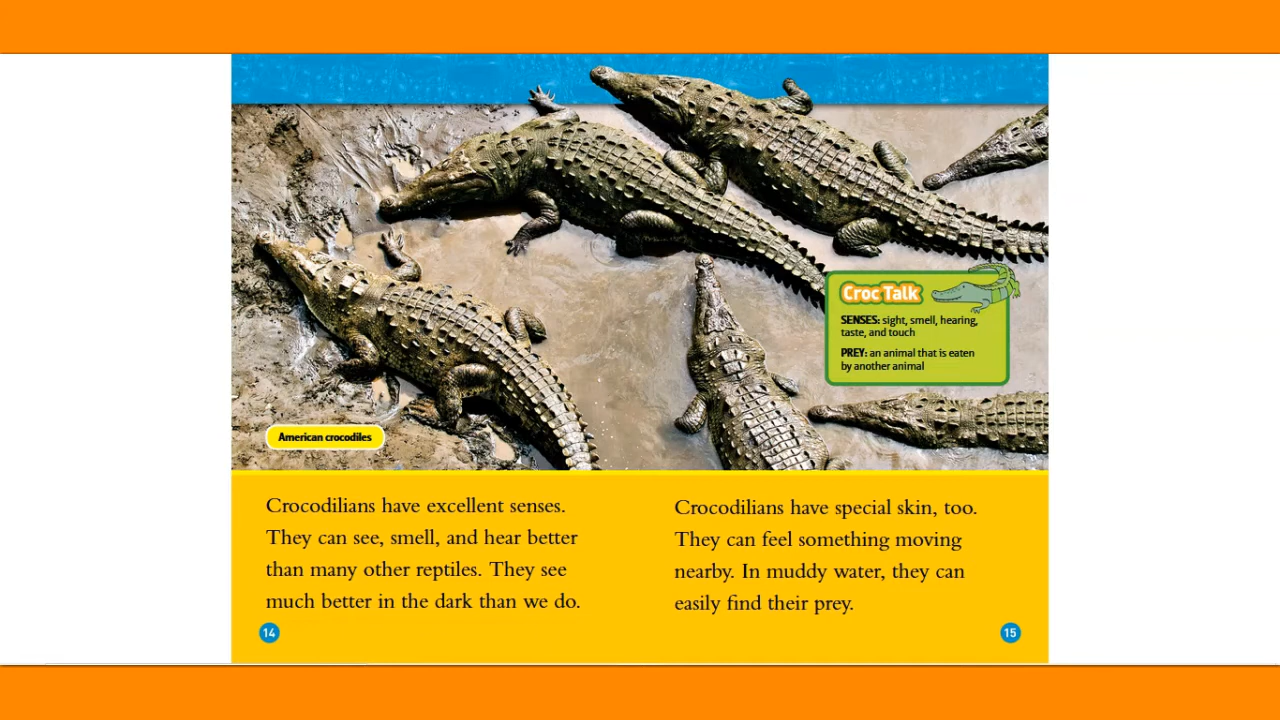 Croc Talk
SENSES: sight, smell, hearing,
taste, and touch
PREY: an animal that is eaten
by another animal
American crocodiles
Crocodilians have excellent senses.
They can see, smell, and hear better
than many other reptiles. They see
much better in the dark than we do.
14
Crocodilians have special skin, too.
They can feel something moving
nearby. In muddy water, they can
easily find their prey.
15